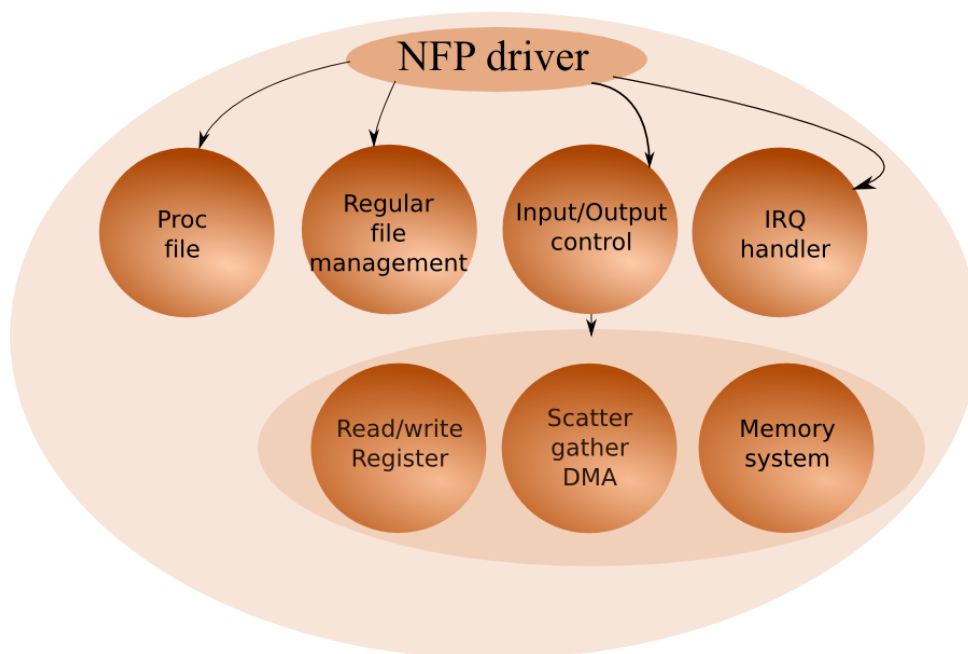 NFP driver
Proc
file
Regular
file
management
Input/Output
control
IRQ
handler
Read/write
Register
Scatter
gather
DMA
Memory
system